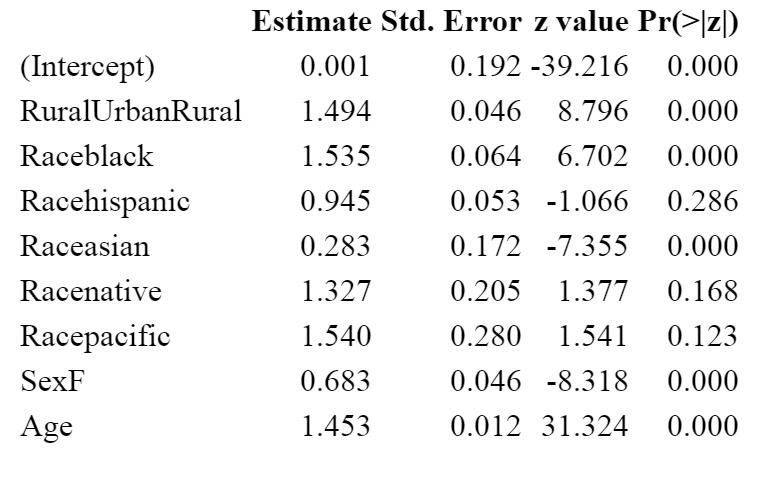 Estimate Std. Error z value Pr(>|z|)
(Intercept) 0.001 0.192 -39.216 0.000
RuralUrbanRural 1.494 0.046 8.796 0.000
Raceblack 1.535 0.064 6.702 0.000
Racehispanic 0.945 0.053 -1.066 0.286
Raceasian 0.283 0.172 -7.355 0.000
Racenative 1.327 0.205 1.377 0.168
Racepacific 1.540 0.280 1.541 0.123
SexF 0.683 0.046 -8.318 0.000
Age 1.453 0.012 31.324 0.000